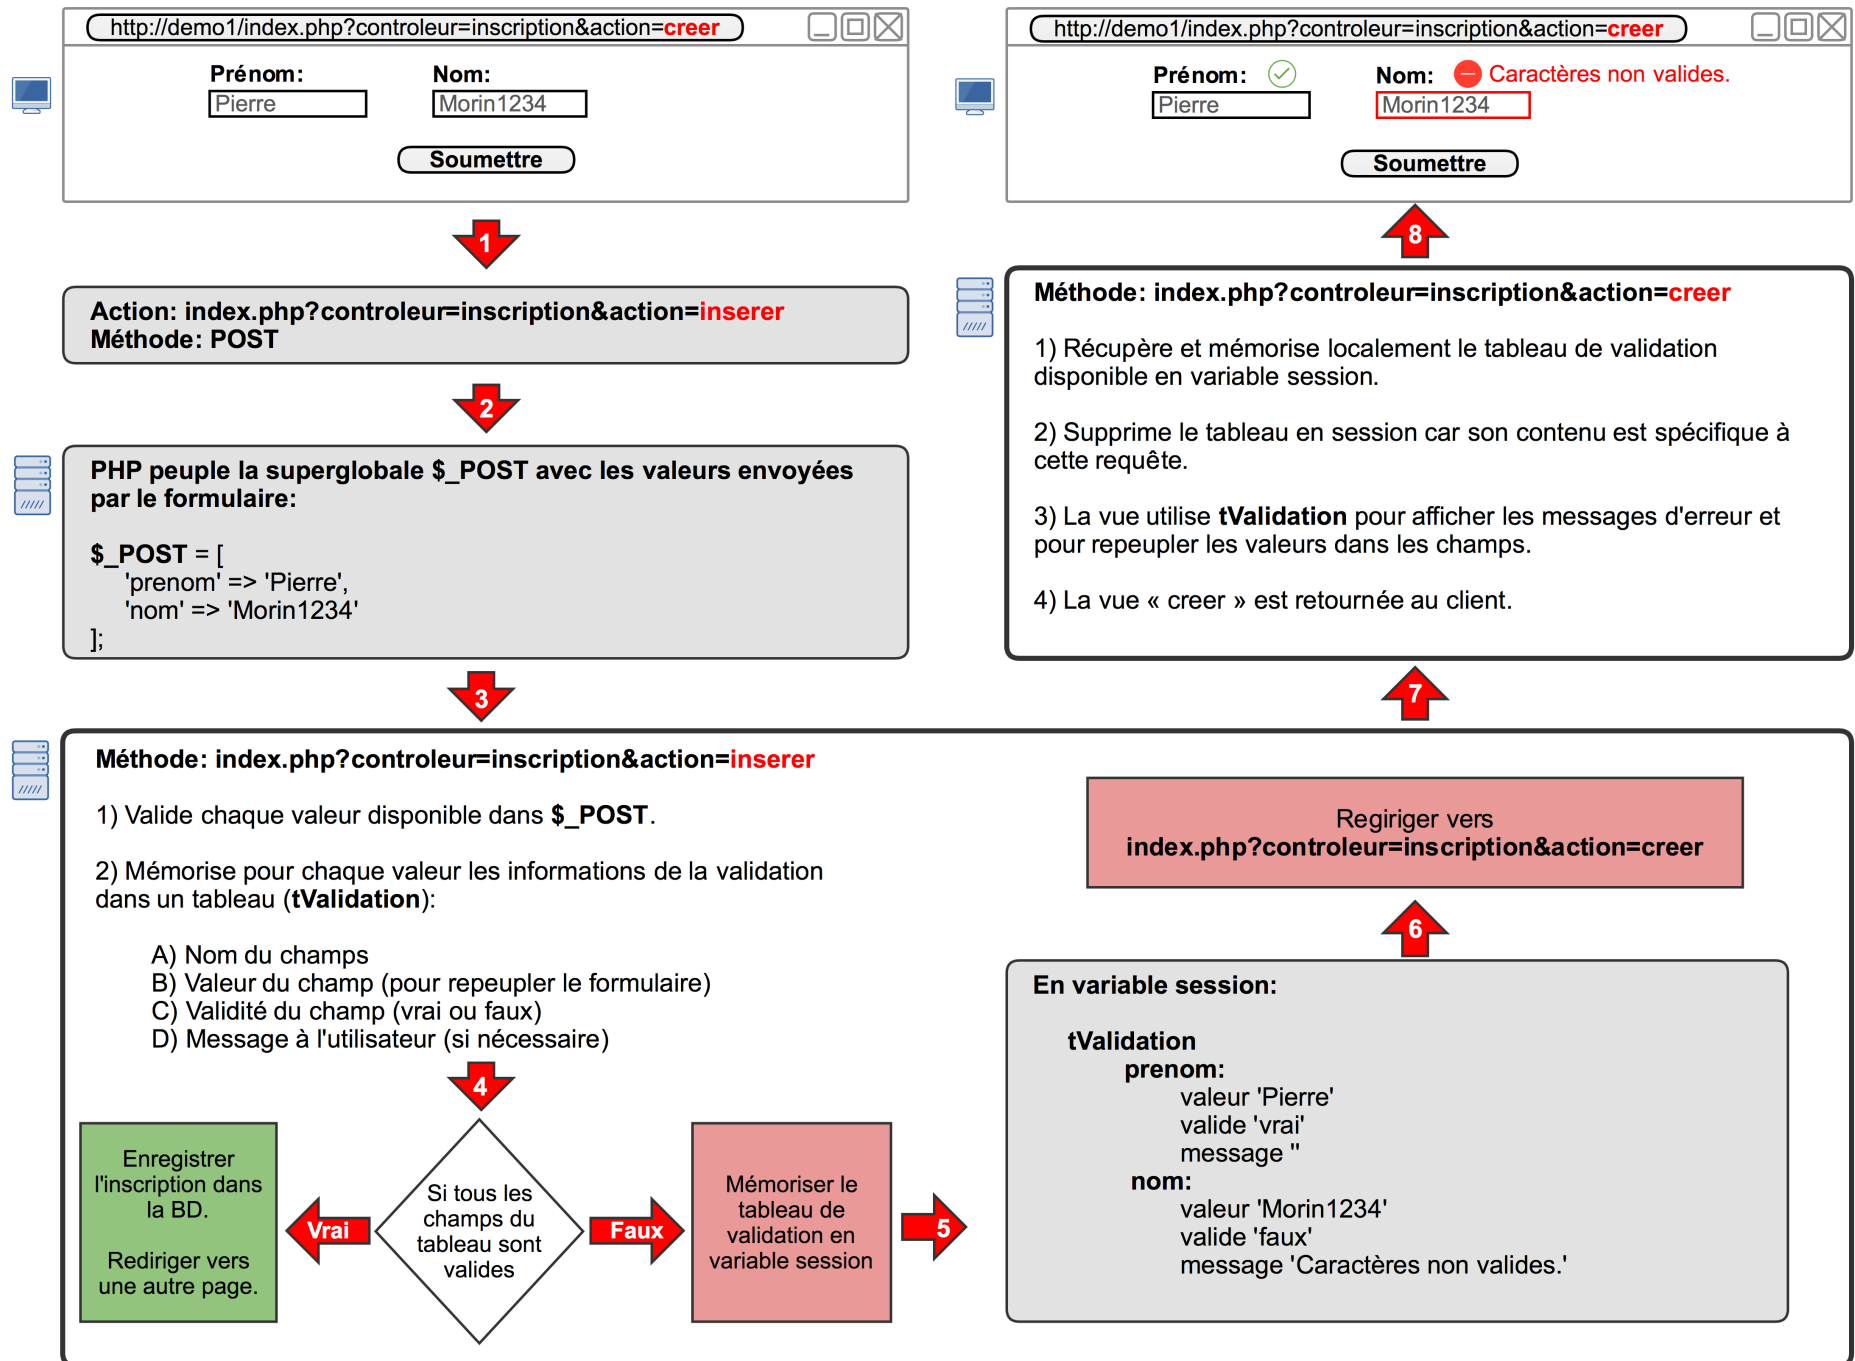 http://demo1/index.php?controleur=inscription&action=creer
Prénom:
Nom:
Pierre
Morin1234
Soumettre
1
Action: index.php?controleur=inscription&action=inserer
Méthode: POST
2
PHP peuple la superglobale $_POST avec les valeurs envoyées
par le formulaire:
$_POST = [
'prenom' => 'Pierre',
'nom' => 'Morin1234'
];
3
Méthode: index.php?controleur=inscription&action=inserer
1) Valide chaque valeur disponible dans $_POST.
2) Mémorise pour chaque valeur les informations de la validation
dans un tableau (tValidation):
A) Nom du champs
B) Valeur du champ (pour repeupler le formulaire)
C) Validité du champ (vrai ou faux)
D) Message à l'utilisateur (si nécessaire)
4
Si tous les
champs du
tableau sont
valides
Vrai
Enregistrer
l'inscription dans
la BD.
Rediriger vers
une autre page.
Faux
Mémoriser le
tableau de
validation en
variable session
5
En variable session:
tValidation
prenom:
valeur 'Pierre'
valide 'vrai'
message ''
nom:
valeur 'Morin1234'
valide 'faux'
message 'Caractères non valides.'
6
Regiriger vers
index.php?controleur=inscription&action=creer
7
Méthode: index.php?controleur=inscription&action=creer
1) Récupère et mémorise localement le tableau de validation
disponible en variable session.
2) Supprime le tableau en session car son contenu est spécifique à
cette requête.
3) La vue utilise tValidation pour afficher les messages d'erreur et
pour repeupler les valeurs dans les champs.
4) La vue « creer » est retournée au client.
8
http://demo1/index.php?controleur=inscription&action=creer
Prénom:
Nom: Caractères non valides.
Pierre
Morin1234
Soumettre